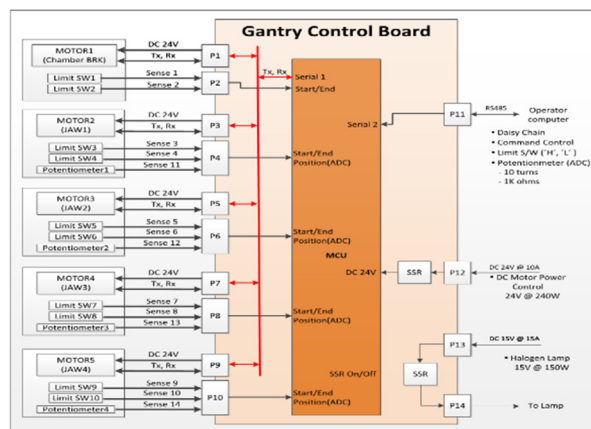 Gantry Control Board
MOTOR1
(Chamber BRK)
Limit SW1
Limit SW2
DC 24V
Tx, Rx
Sense 1
Sense 2
P1
P2
Tx, Rx
Serial 1
Start/End
MOTOR2
(JAW1)
Limit SW3
Limit SW4
Potentiometer1
DC 24V
Tx, Rx
Sense 3
Sense 4
Sense 11
P3
P4
Start/End
Position(ADC)
MOTOR3
(JAW2)
Limit SW5
Limit SW6
Potentiometer2
DC 24V
Tx, Rx
Sense 5
Sense 6
Sense 12
P5
P6
Start/End
Position(ADC)
MOTOR4
(JAW3)
Limit SW7
Limit SW8
Potentiometer3
DC 24V
Tx, Rx
Sense 7
Sense 8
Sense 13
P7
P8
Start/End
Position(ADC)
MOTOR5
(JAW4)
Limit SW9
Limit SW10
Potentiometer4
DC 24V
Tx, Rx
Sense 9
Sense 10
Sense 14
P9
P10
Start/End
Position(ADC)
Serial 2
MCU
DC 24V
SSR On/Off
SSR
SSR
P11
P12
P13
P14
RS485
Operator
computer
• Daisy Chain
• Command Control
• Limit S/W ('H', 'L' )
• Potentionmeter (ADC)
- 10 turns
- 1K ohms
DC 24V @ 10A
• DC Motor Power
Control
24V @ 240W
DC 15V @ 15A
• Halogen Lamp
15V @ 150W
To Lamp